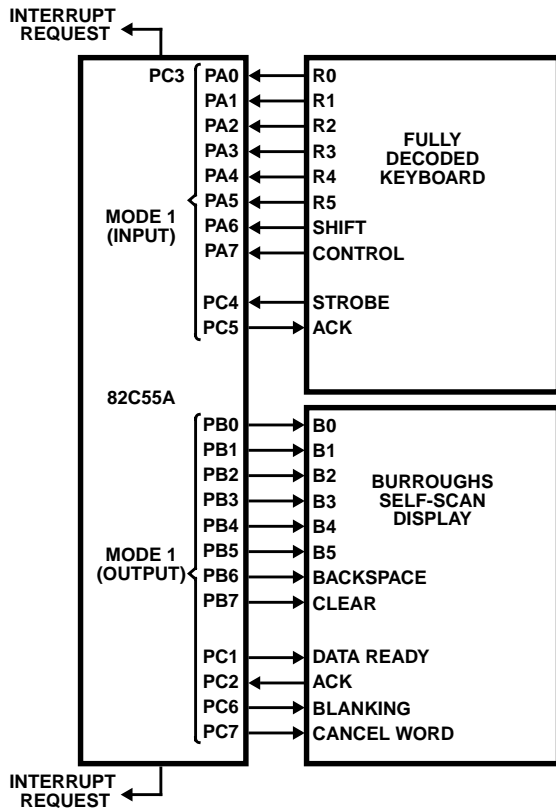 INTERRUPT
REQUEST
PC3 PA0 R0
PA1 R1
PA2 R2
PA3 R3
PA4 R4
PA5 R5
PA6 SHIFT
PA7 CONTROL
MODE 1
(INPUT)
FULLY
DECODED
KEYBOARD
PC4 STROBE
PC5 ACK
82C55A
PB0 B0
PB1 B1
PB2 B2
PB3 B3
PB4 B4
PB5 B5
PB6 BACKSPACE
PB7 CLEAR
MODE 1
(OUTPUT)
BURROUGHS
SELF-SCAN
DISPLAY
PC1 DATA READY
PC2 ACK
PC6 BLANKING
PC7 CANCEL WORD
INTERRUPT
REQUEST